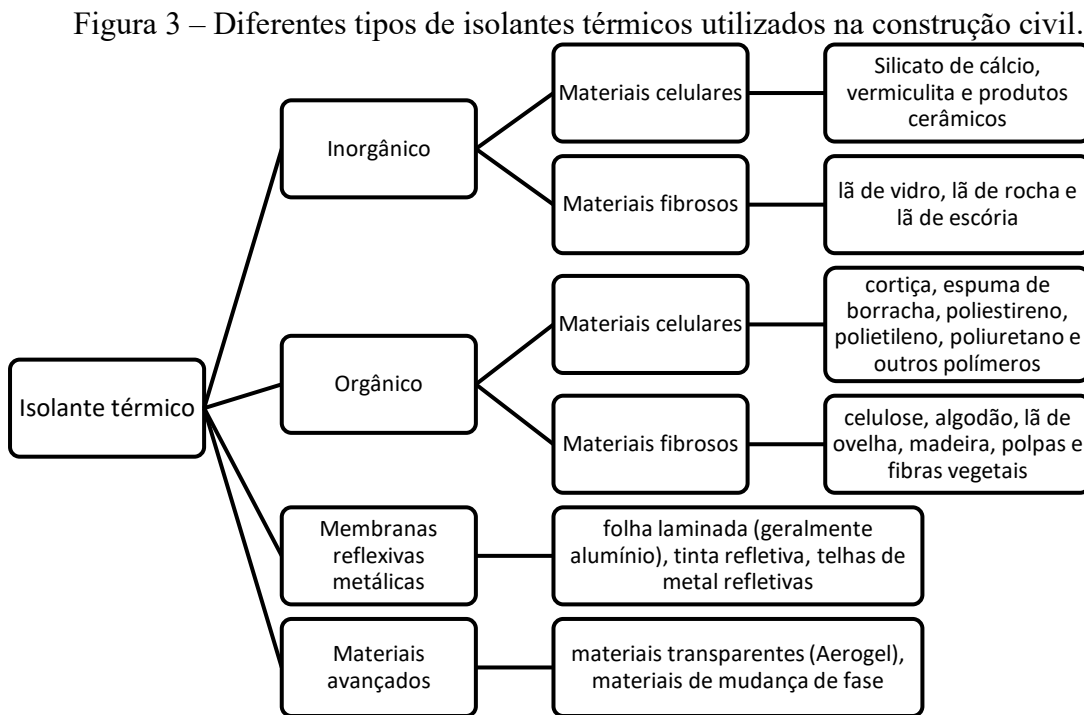 Figura 3 – Diferentes tipos de isolantes térmicos utilizados na construção civil.
Isolante térmico
Inorgânico
Materiais celulares
Silicato de cálcio,
vermiculita e produtos
cerâmicos
Materiais fibrosos
lã de vidro, lã de rocha e
lã de escória
Orgânico
Materiais celulares
cortiça, espuma de
borracha, poliestireno,
polietileno, poliuretano e
outros polímeros
Materiais fibrosos
celulose, algodão, lã de
ovelha, madeira, polpas e
fibras vegetais
Membranas
reflexivas
metálicas
folha laminada (geralmente
alumínio), tinta refletiva, telhas de
metal refletivas
Materiais
avançados
materiais transparentes (Aerogel),
materiais de mudança de fase